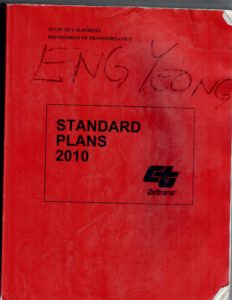 STATE OF CALIFORNIA
DEPARTMENT OF TRANSPORTATION
ENG YEONG
STANDARD
PLANS
2010
Caltrans